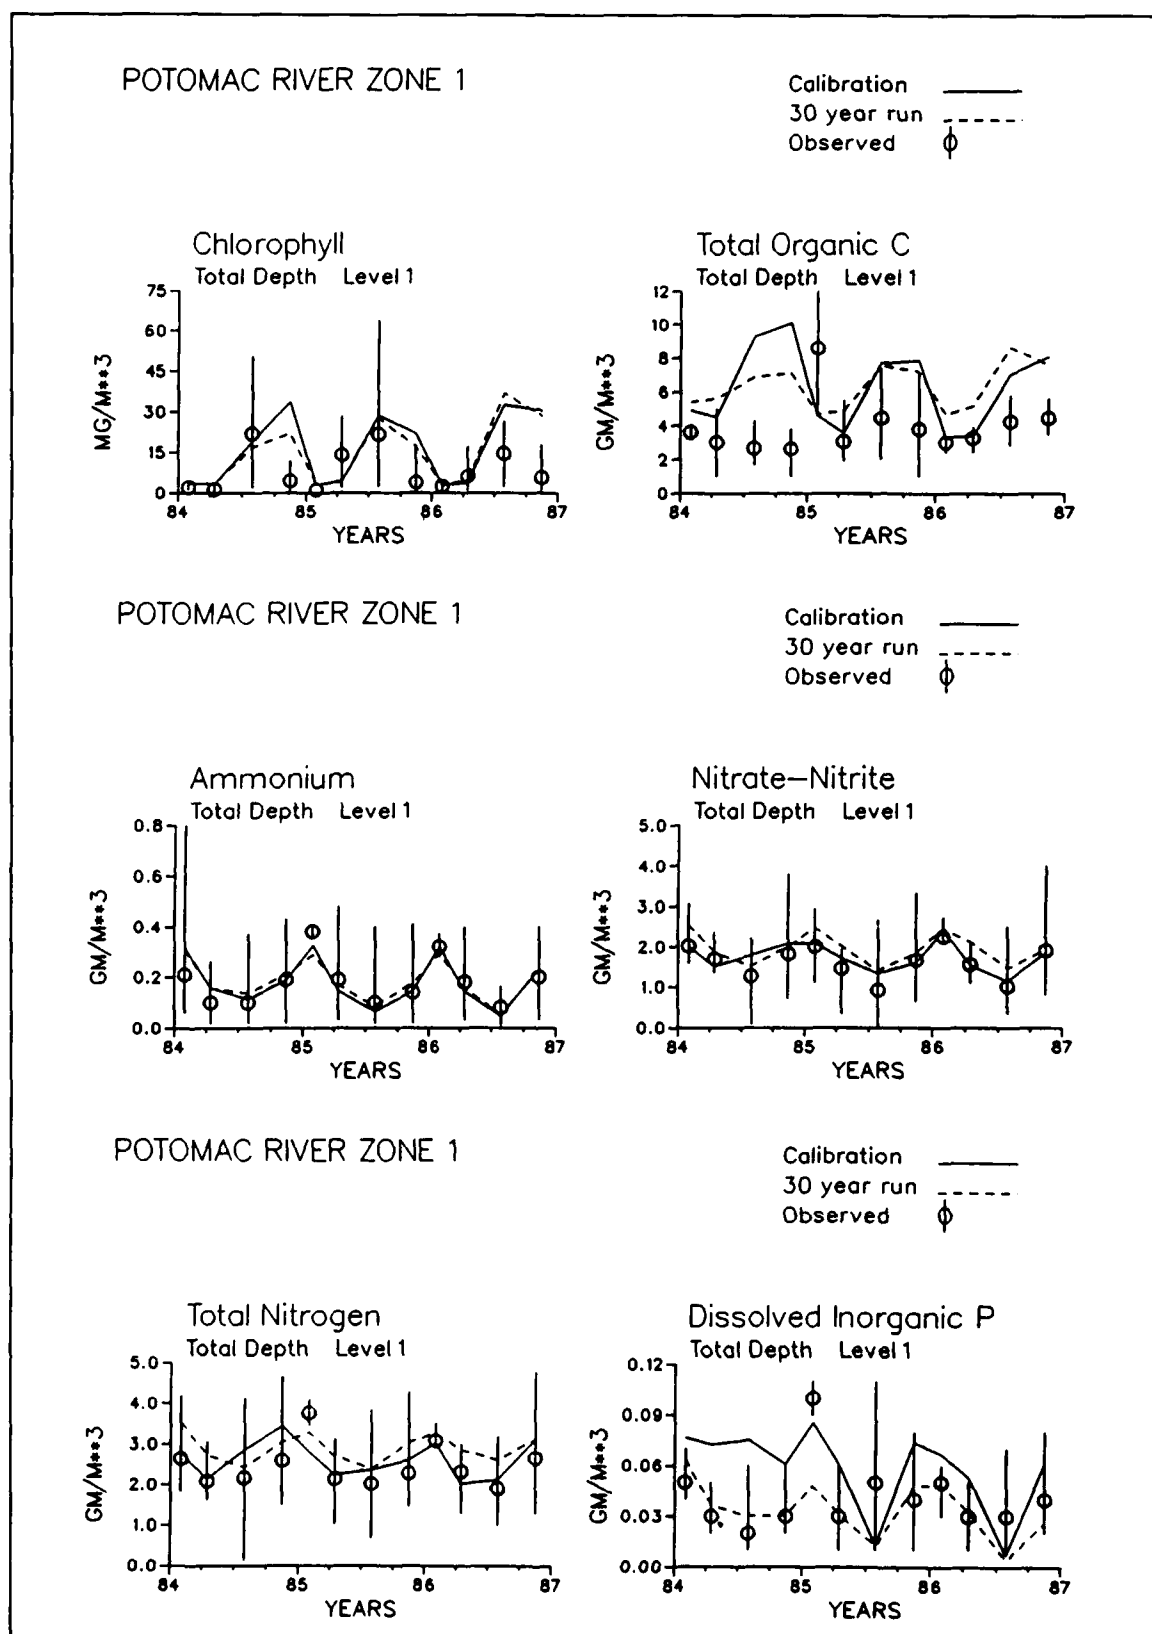 POTOMAC RIVER ZONE 1
Calibration
30 year run
Observed
Chlorophyll
Total Depth Level 1
75
60
45
30
15
0
MG/M**3
84 85 86 87
YEARS
Total Organic C
Total Depth Level 1
12
10
8
6
4
2
0
GM/M**3
84 85 86 87
YEARS
POTOMAC RIVER ZONE 1
Calibration
30 year run
Observed
Ammonium
Total Depth Level 1
0.8
0.6
0.4
0.2
0.0
GM/M**3
84 85 86 87
YEARS
Nitrate-Nitrite
Total Depth Level 1
5.0
4.0
3.0
2.0
1.0
0.0
GM/M**3
84 85 86 87
YEARS
POTOMAC RIVER ZONE 1
Calibration
30 year run
Observed
Total Nitrogen
Total Depth Level 1
5.0
4.0
3.0
2.0
1.0
0.0
GM/M**3
84 85 86 87
YEARS
Dissolved Inorganic P
Total Depth Level 1
0.12
0.09
0.06
0.03
0.00
GM/M**3
84 85 86 87
YEARS